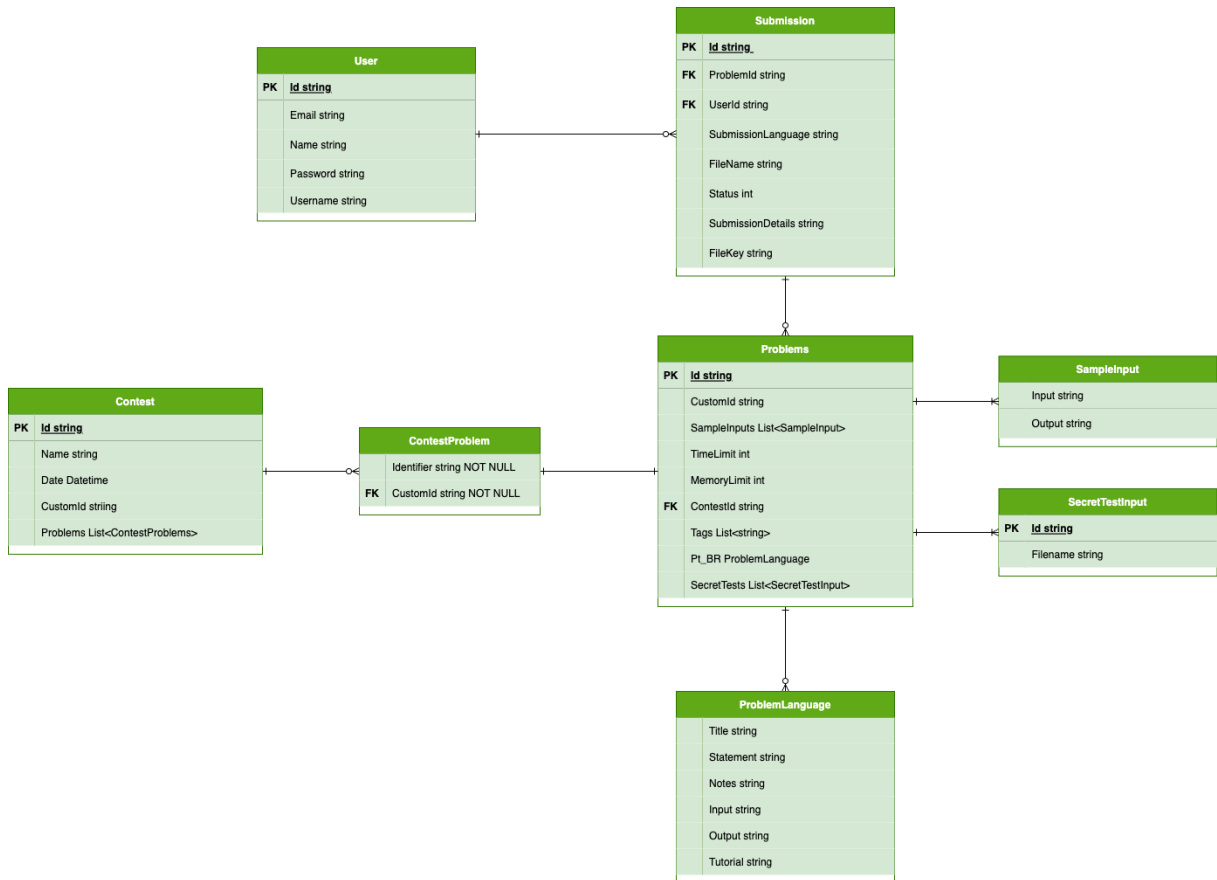 Submission
PK Id string
FK ProblemId string
FK UserId string
SubmissionLanguage string
FileName string
Status int
SubmissionDetails string
FileKey string
User
PK Id string
Email string
Name string
Password string
Username string
Problems
PK Id string
CustomId string
SampleInputs List<SampleInput>
TimeLimit int
MemoryLimit int
FK ContestId string
Tags List<string>
Pt_BR ProblemLanguage
SecretTests List<SecretTestInput>
SampleInput
Input string
Output string
Contest
PK Id string
Name string
Date Datetime
CustomId striing
Problems List<ContestProblems>
ContestProblem
Identifier string NOT NULL
FK CustomId string NOT NULL
SecretTestInput
PK Id string
Filename string
ProblemLanguage
Title string
Statement string
Notes string
Input string
Output string
Tutorial string